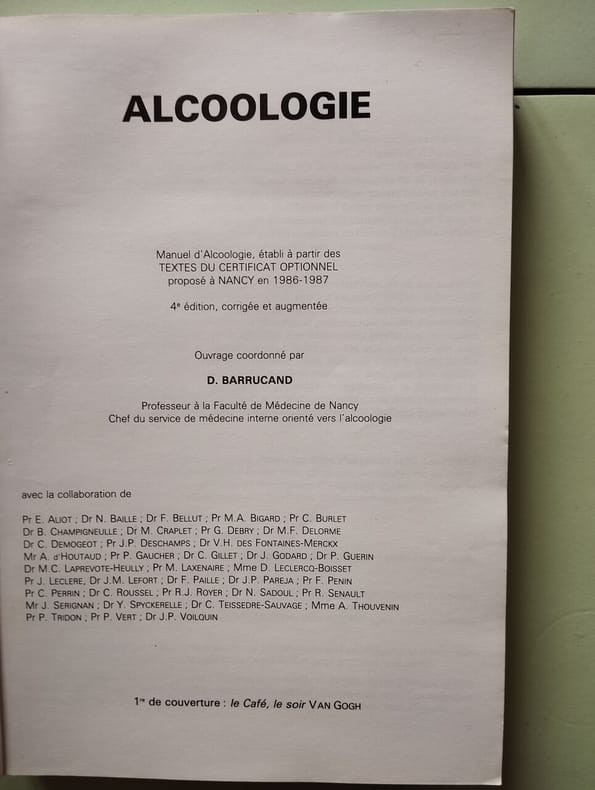 ALCOOLOGIE
Manuel d'Alcoologie, établi à partir des
TEXTES DU CERTIFICAT OPTIONNEL
proposé à NANCY en 1986-1987
4e édition, corrigée et augmentée
Ouvrage coordonné par
D. BARRUCAND
Professeur à la Faculté de Médecine de Nancy
Chef du service de médecine interne orienté vers l'alcoologie
avec la collaboration de
Pr E. ALIOT ; Dr N. BAILLE ; Dr F. BELLUT ; Pr M.A. BIGARD ; Pr C. BURLET
Dr B. CHAMPIGNEULLE ; Dr M. CRAPLET ; Pr G. DEBRY ; Dr M.F. DELORME
Dr C. DEMOGEOT ; Pr J.P. DESCHAMPS ; Dr V.H. DES FONTAINES-MERCKX
Mr A. d'HOUTAUD ; Pr P. GAUCHER ; Dr C. GILLET ; Dr J. GODARD ; Dr P. GUERIN
Dr M.C. LAPREVOTE-HEULLY ; Pr M. LAXENAIRE ; Mme D. LECLERCQ-BOISSET
Pr J. LECLERE, Dr J.M. LEFORT ; Dr F. PAILLE ; Dr J.P. PAREJA ; Pr F. PENIN
Pr C. PERRIN ; Dr C. ROUSSEL ; Pr R.J. ROYER ; Dr N. SADOUL ; Pr R. SENAULT
Mr J. SERIGNAN ; Dr Y. SPYCKERELLE ; Dr C. TEISSEDRE-SAUVAGE ; Mme A. THOUVENIN
Pr P. TRIDON ; Pr P. VERT ; Dr J.P. VOILQUIN
1re de couverture : le Café, le soir VAN GOGH